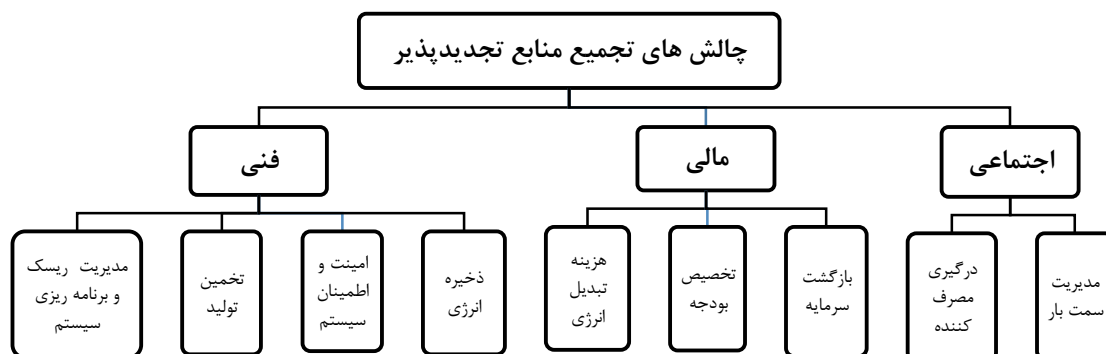 چالش های تجمیع منابع تجدیدپذیر
اجتماعی
مالی
فنی
مدیریت
سمت بار
درگیری
مصرف
کننده
بازگشت
سرمایه
تخصیص
بودجه
هزینه
تبدیل
انرژی
ذخیره
انرژی
امینت و
اطمینان
سیستم
تخمین
تولید
مدیریت ریسک
و برنامه ریزی
سیستم